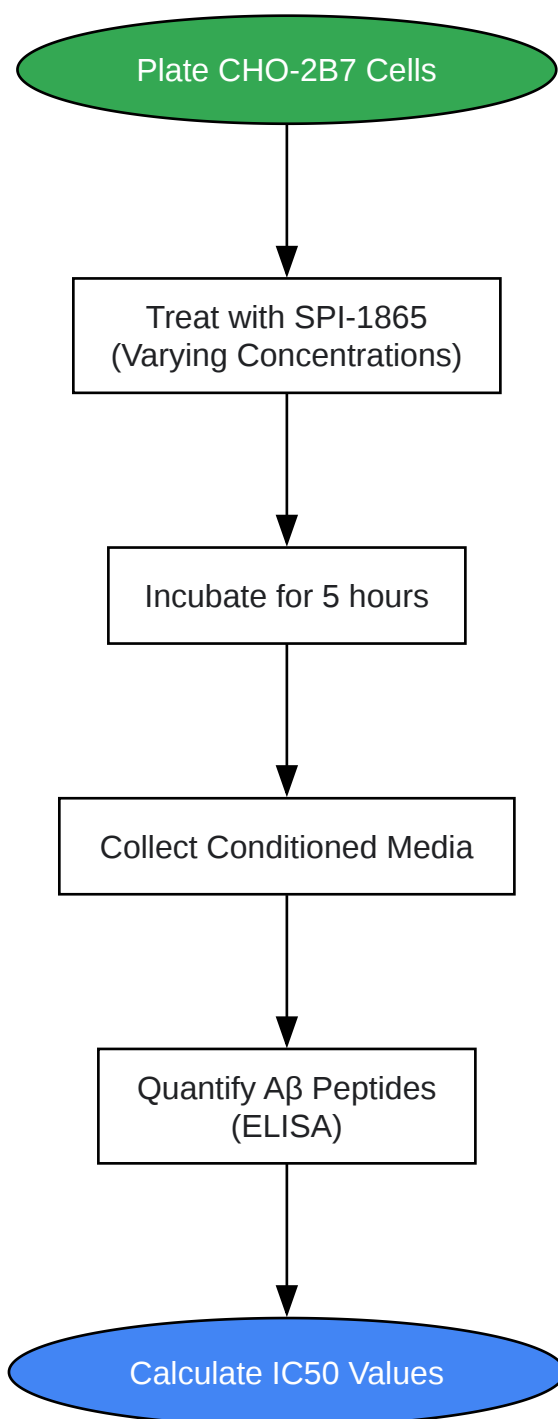 Plate CHO-2B7 Cells
Treat with SPI-1865
(Varying Concentrations)
Incubate for 5 hours
Collect Conditioned Media
Quantify Aβ Peptides
(ELISA)
Calculate IC50 Values